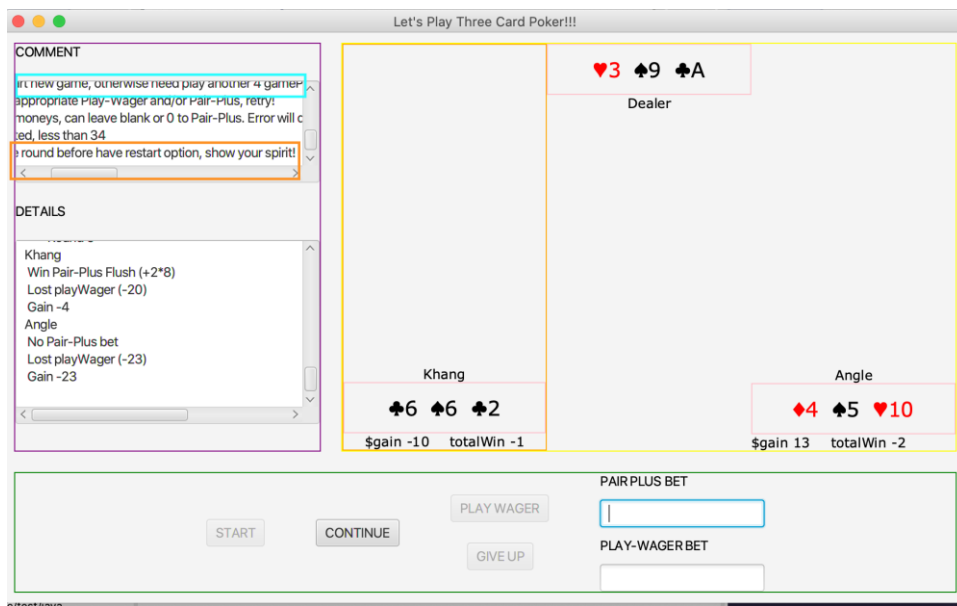 Let's Play Three Card Poker!!!
COMMENT
irt new game, otherwise need play another 4 gameP
appropriate Play-Wager and/or Pair-Plus, retry!
moneys, can leave blank or 0 to Pair-Plus. Error will c
ted, less than 34
e round before have restart option, show your spirit!
DETAILS
Khang
Win Pair-Plus Flush (+2*8)
Lost playWager (-20)
Gain -4
Angle
No Pair-Plus bet
Lost playWager (-23)
Gain -23
♥3 ♠9 ♣A
Dealer
Khang
♣6 ♠6 ♣2
$gain -10 totalWin -1
Angle
♦4 ♠5 ♥10
$gain 13 totalWin -2
START
CONTINUE
PLAY WAGER
GIVE UP
PAIR PLUS BET
PLAY-WAGER BET